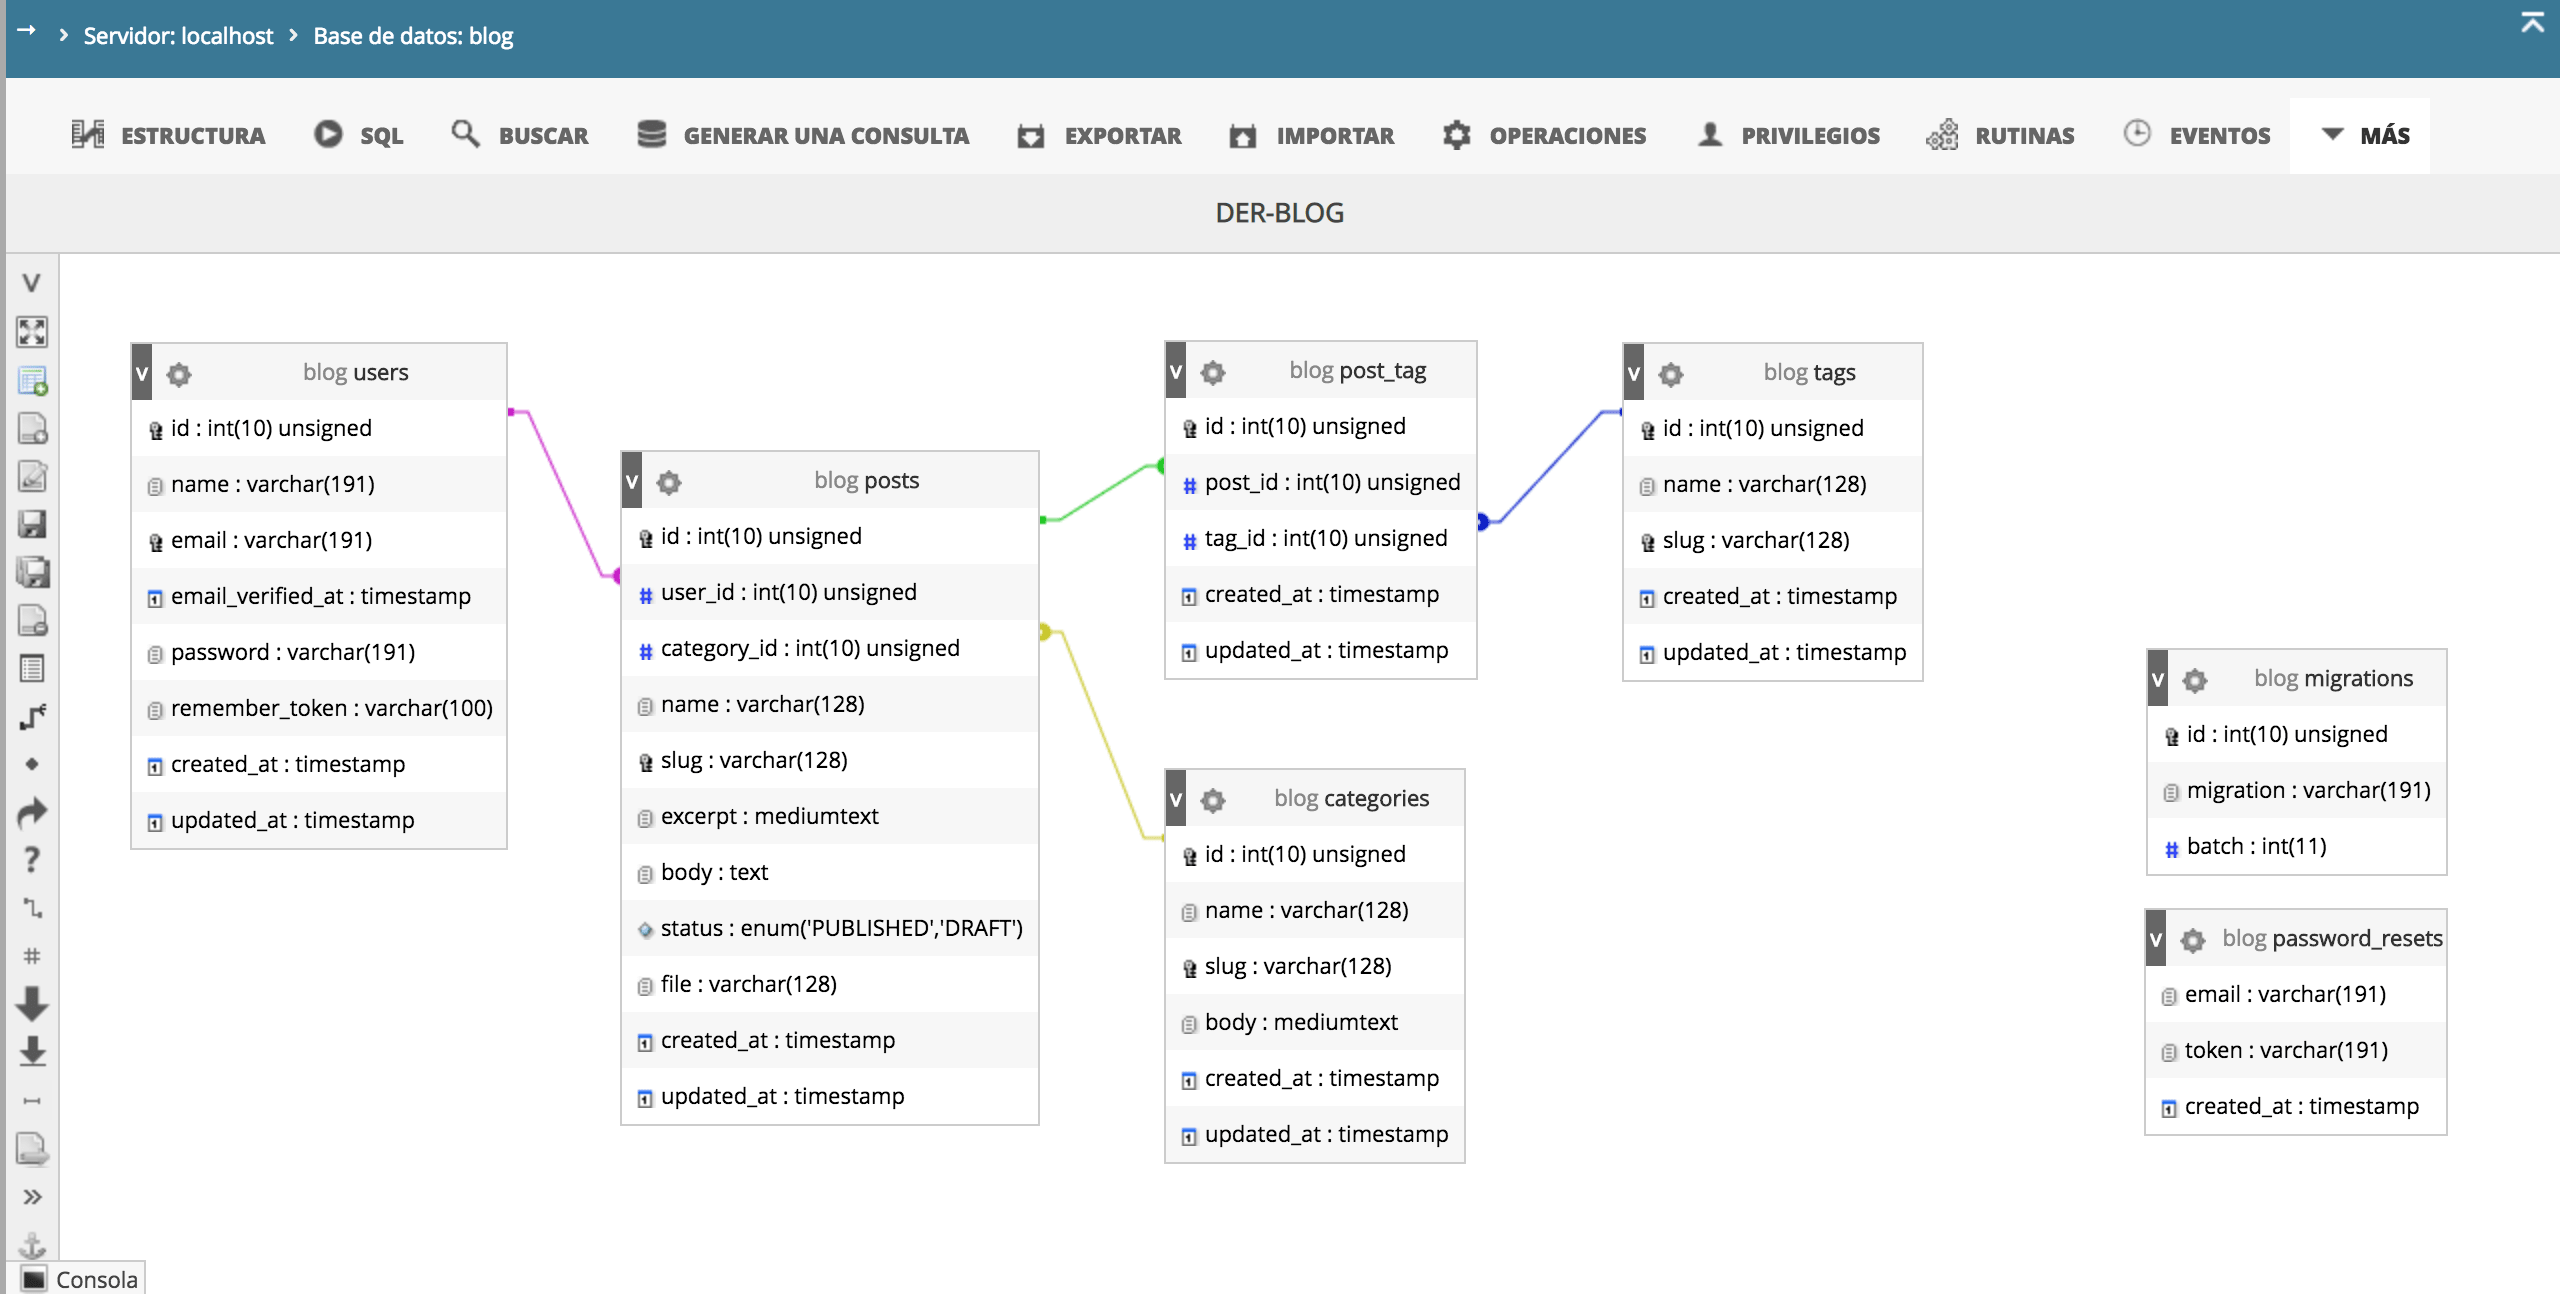 Servidor: localhost › Base de datos: blog
ESTRUCTURA SQL BUSCAR GENERAR UNA CONSULTA EXPORTAR IMPORTAR OPERACIONES PRIVILEGIOS RUTINAS EVENTOS MÁS
DER-BLOG
blog users
id : int(10) unsigned
name : varchar(191)
email : varchar(191)
email_verified_at : timestamp
password : varchar(191)
remember_token : varchar(100)
created_at : timestamp
updated_at : timestamp
blog posts
id : int(10) unsigned
user_id : int(10) unsigned
category_id : int(10) unsigned
name : varchar(128)
slug : varchar(128)
excerpt : mediumtext
body : text
status : enum('PUBLISHED','DRAFT')
file : varchar(128)
created_at : timestamp
updated_at : timestamp
blog post_tag
id : int(10) unsigned
post_id : int(10) unsigned
tag_id : int(10) unsigned
created_at : timestamp
updated_at : timestamp
blog categories
id : int(10) unsigned
name : varchar(128)
slug : varchar(128)
body : mediumtext
created_at : timestamp
updated_at : timestamp
blog tags
id : int(10) unsigned
name : varchar(128)
slug : varchar(128)
created_at : timestamp
updated_at : timestamp
blog migrations
id : int(10) unsigned
migration : varchar(191)
batch : int(11)
blog password_resets
email : varchar(191)
token : varchar(191)
created_at : timestamp
Consola